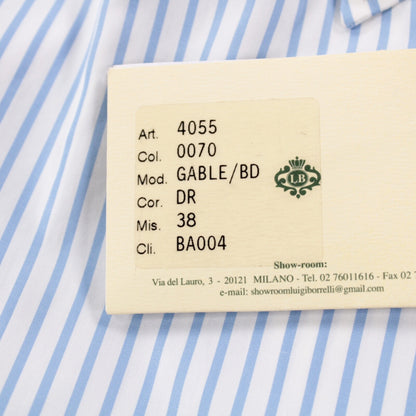 Art. 4055
Col. 0070
Mod. GABLE/BD
Cor. DR
Mis. 38
Cli. BA004
LB
Show-room:
Via del Lauro, 3 - 20121 MILANO - Tel. 02 76011616 - Fax 02 7
e-mail: showroomluigiborrelli@gmail.com